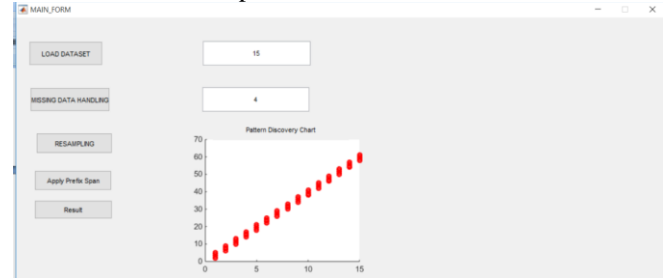 MAIN_FORM
LOAD DATASET
15
MISSING DATA HANDLING
4
RESAMPLING
Apply Prefix Span
Result
Pattern Discovery Chart
70
60
50
40
30
20
10
0
0 5 10 15